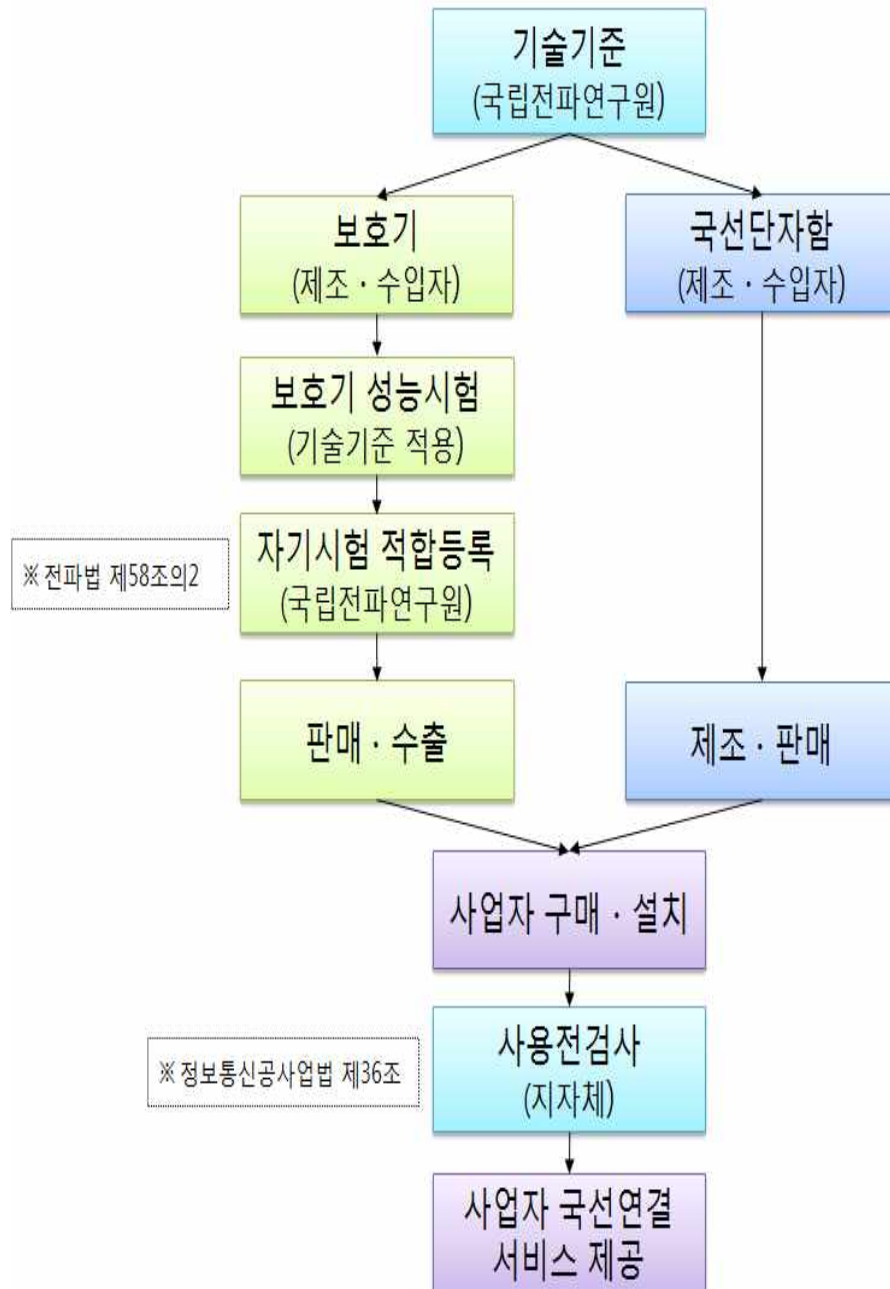 기술기준
(국립전파연구원)
보호기
(제조 · 수입자)
국선단자함
(제조 · 수입자)
보호기 성능시험
(기술기준 적용)
※ 전파법 제58조의2
자기시험 적합등록
(국립전파연구원)
판매 · 수출
제조 · 판매
사업자 구매 · 설치
※ 정보통신공사업법 제36조
사용전검사
(지자체)
사업자 국선연결
서비스 제공